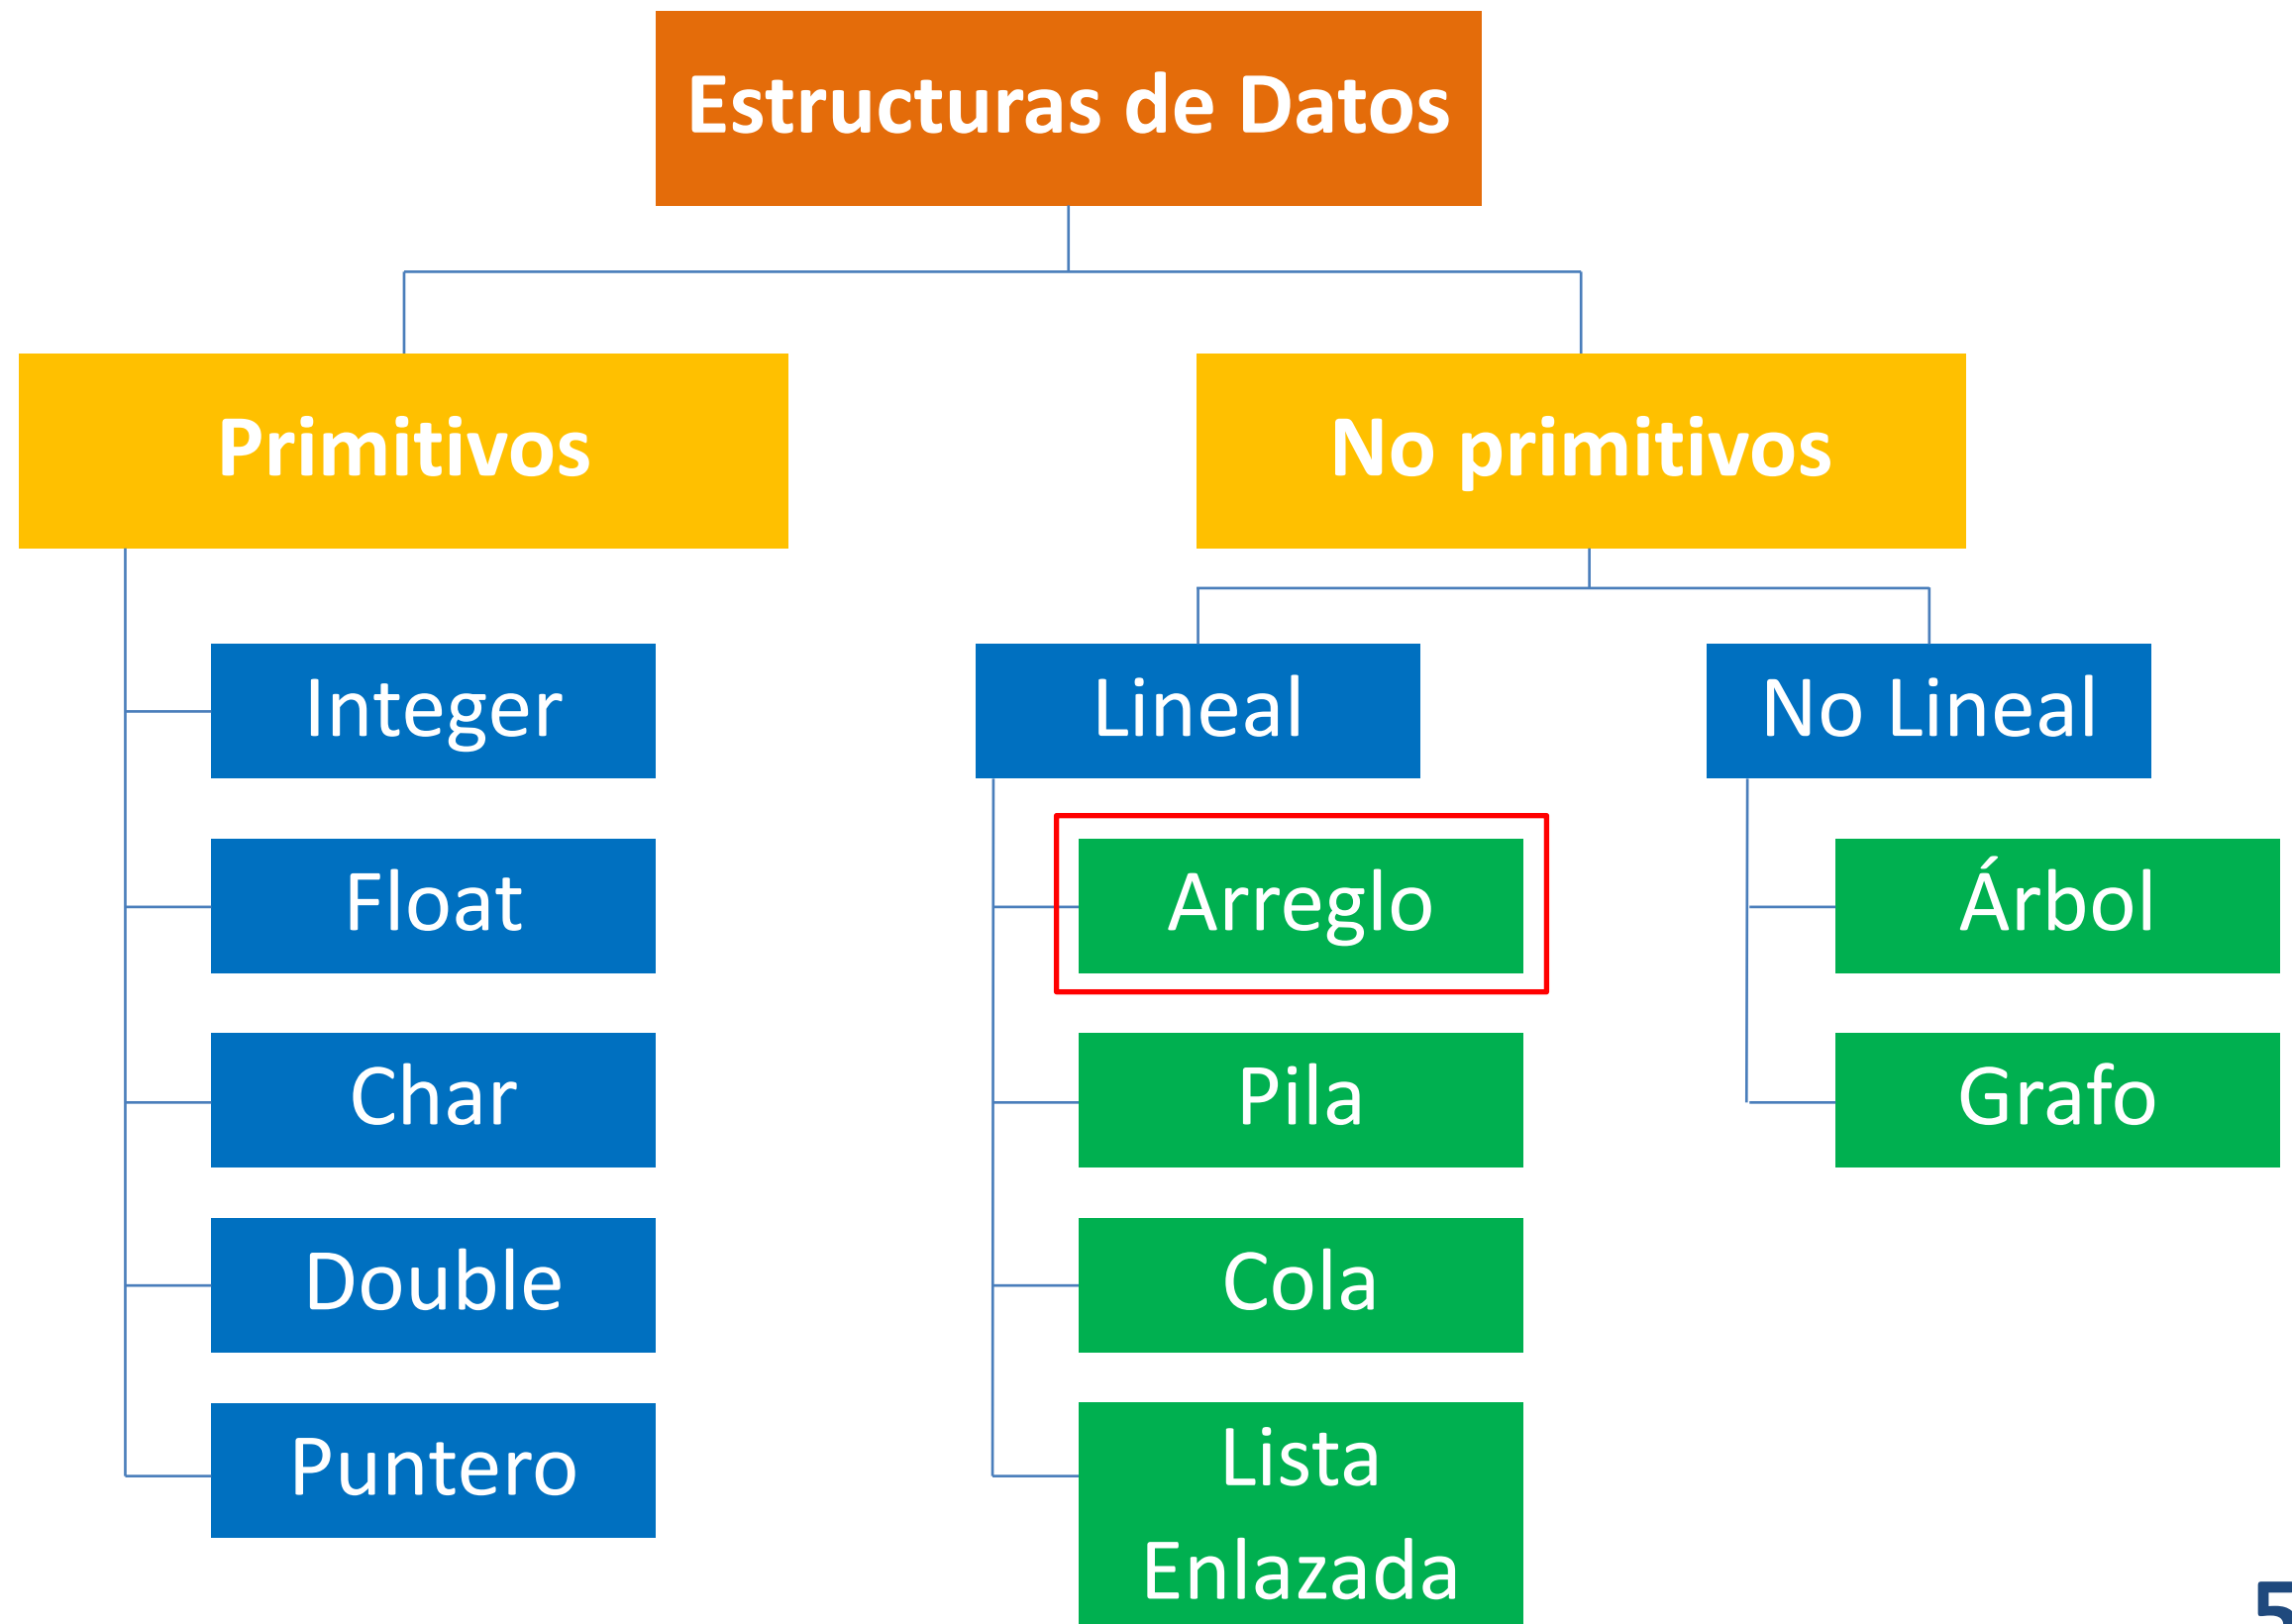 Estructuras de Datos
Primitivos
No primitivos
Integer
Lineal
No Lineal
Float
Arreglo
Árbol
Char
Pila
Grafo
Double
Cola
Puntero
Lista
Enlazada
5